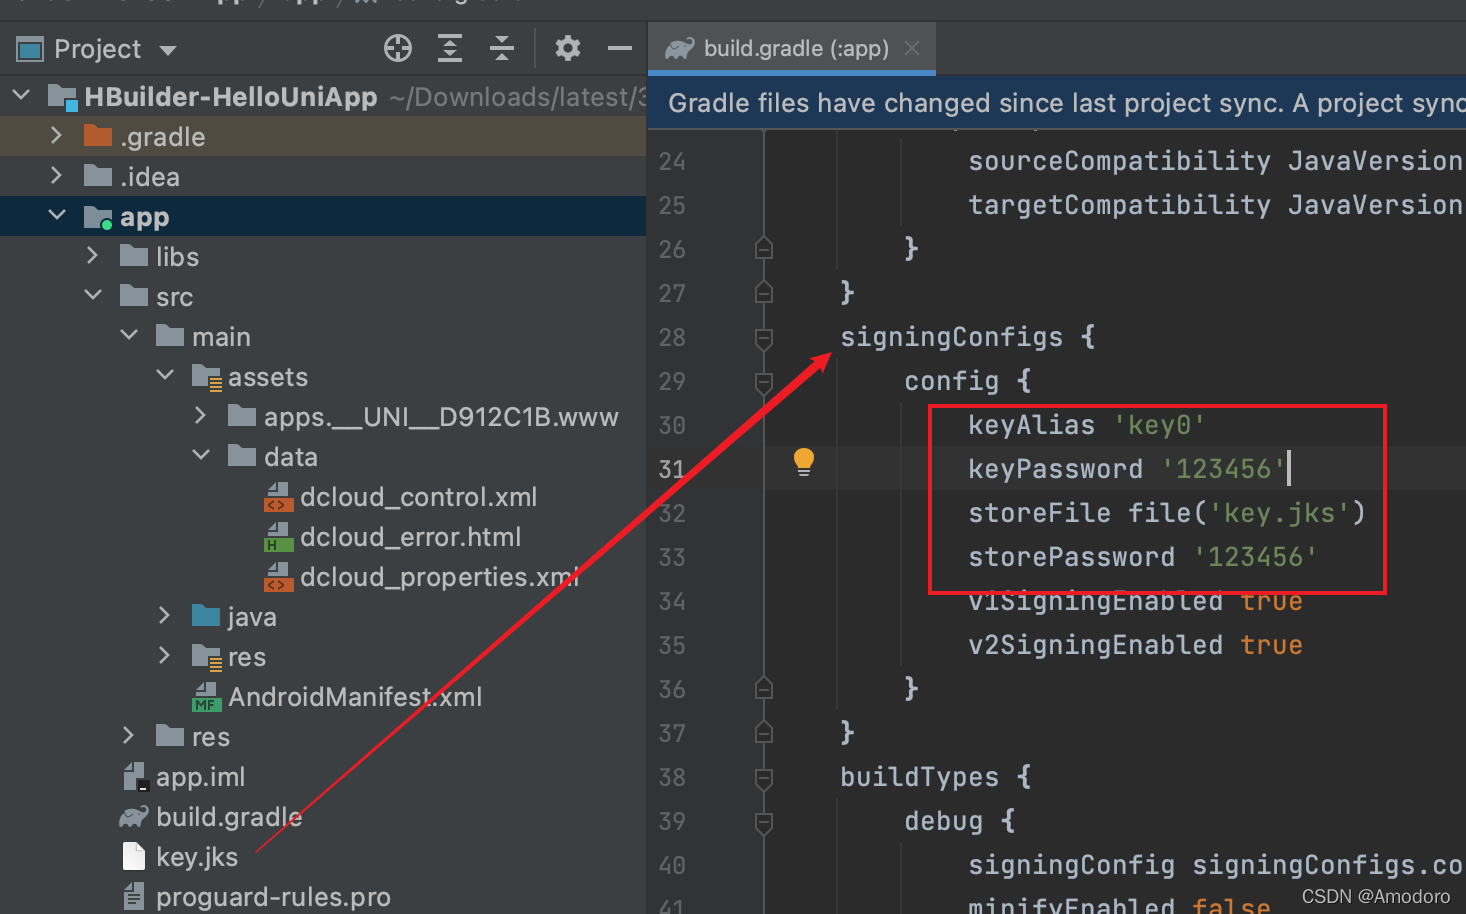 Project
HBuilder-HelloUniApp ~/Downloads/latest/3
.gradle
.idea
app
libs
src
main
assets
apps.__UNI__D912C1B.www
data
dcloud_control.xml
dcloud_error.html
dcloud_properties.xml
java
res
AndroidManifest.xml
res
app.iml
build.gradle
key.jks
proguard-rules.pro
build.gradle (:app)
Gradle files have changed since last project sync. A project sync
24 sourceCompatibility JavaVersion
25 targetCompatibility JavaVersion
26 }
27 }
28 signingConfigs {
29 config {
30 keyAlias 'key0'
31 keyPassword '123456'
32 storeFile file('key.jks')
33 storePassword '123456'
34 v1SigningEnabled true
35 v2SigningEnabled true
36 }
37 }
38 buildTypes {
39 debug {
40 signingConfig signingConfigs.co
41 minifyEnabled false
CSDN @Amodoro